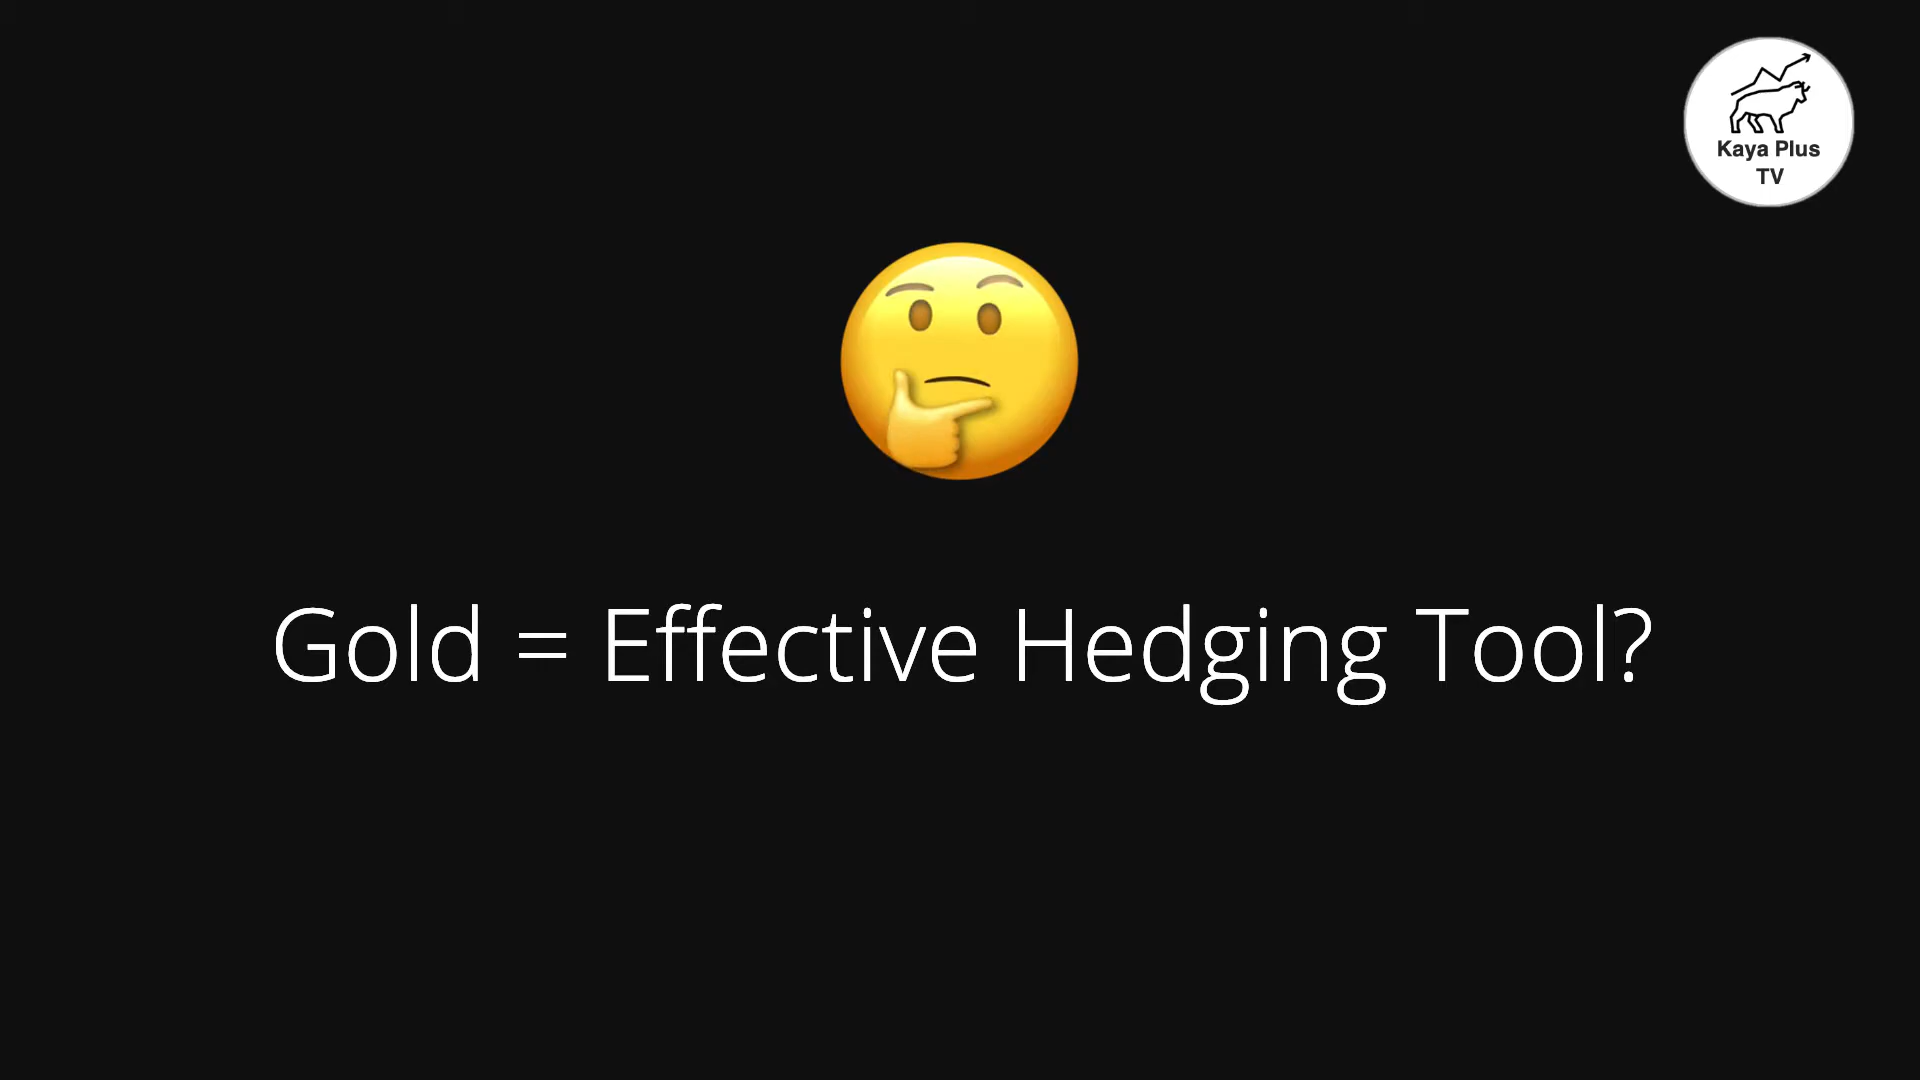 Kaya Plus
TV
Gold = Effective Hedging Tool?